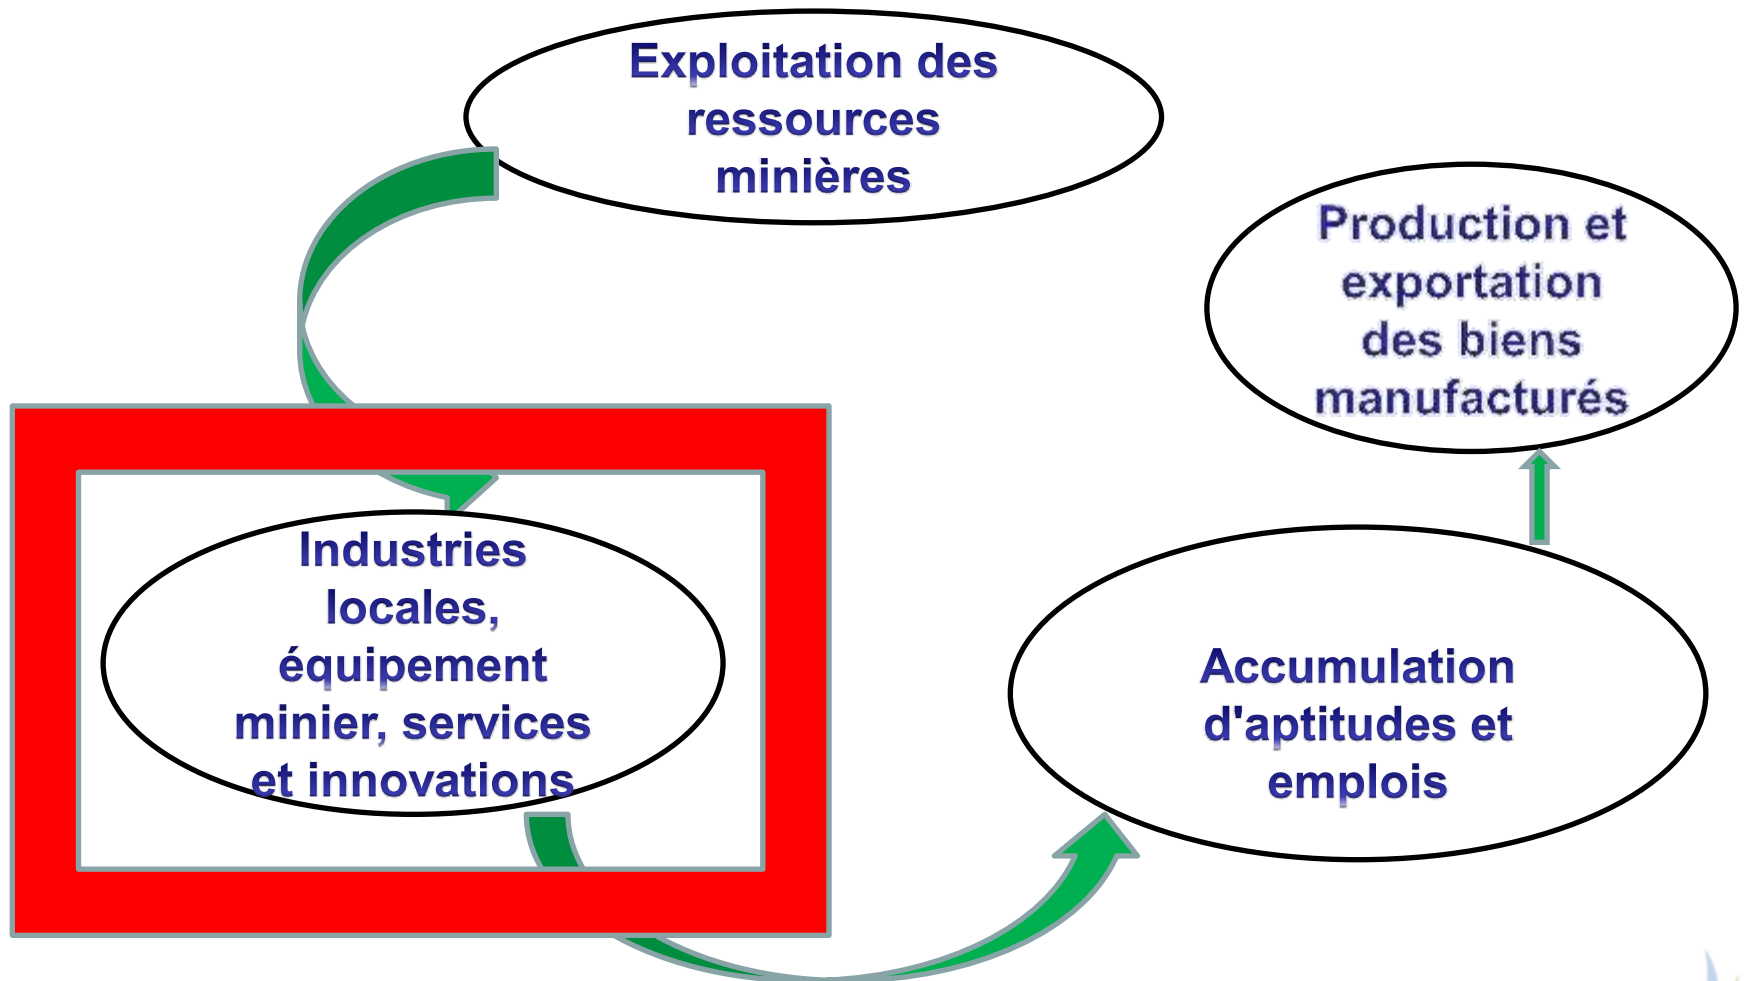 Exploitation des
ressources
minières
Production et
exportation
des biens
manufacturés
Industries
locales,
équipement
minier, services
et innovations
Accumulation
d'aptitudes et
emplois